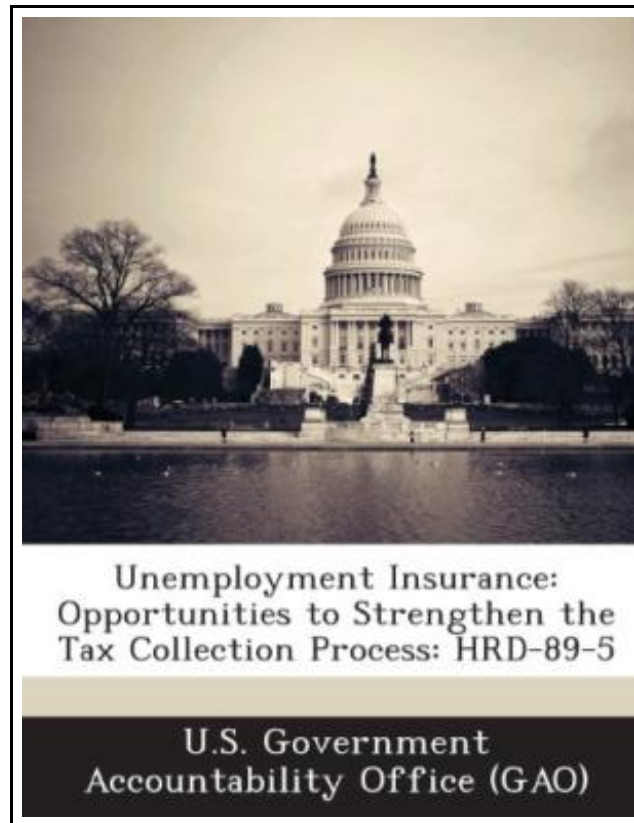 Unemployment Insurance:
Opportunities to Strengthen the
Tax Collection Process: HRD-89-5
U.S. Government
Accountability Office (GAO)